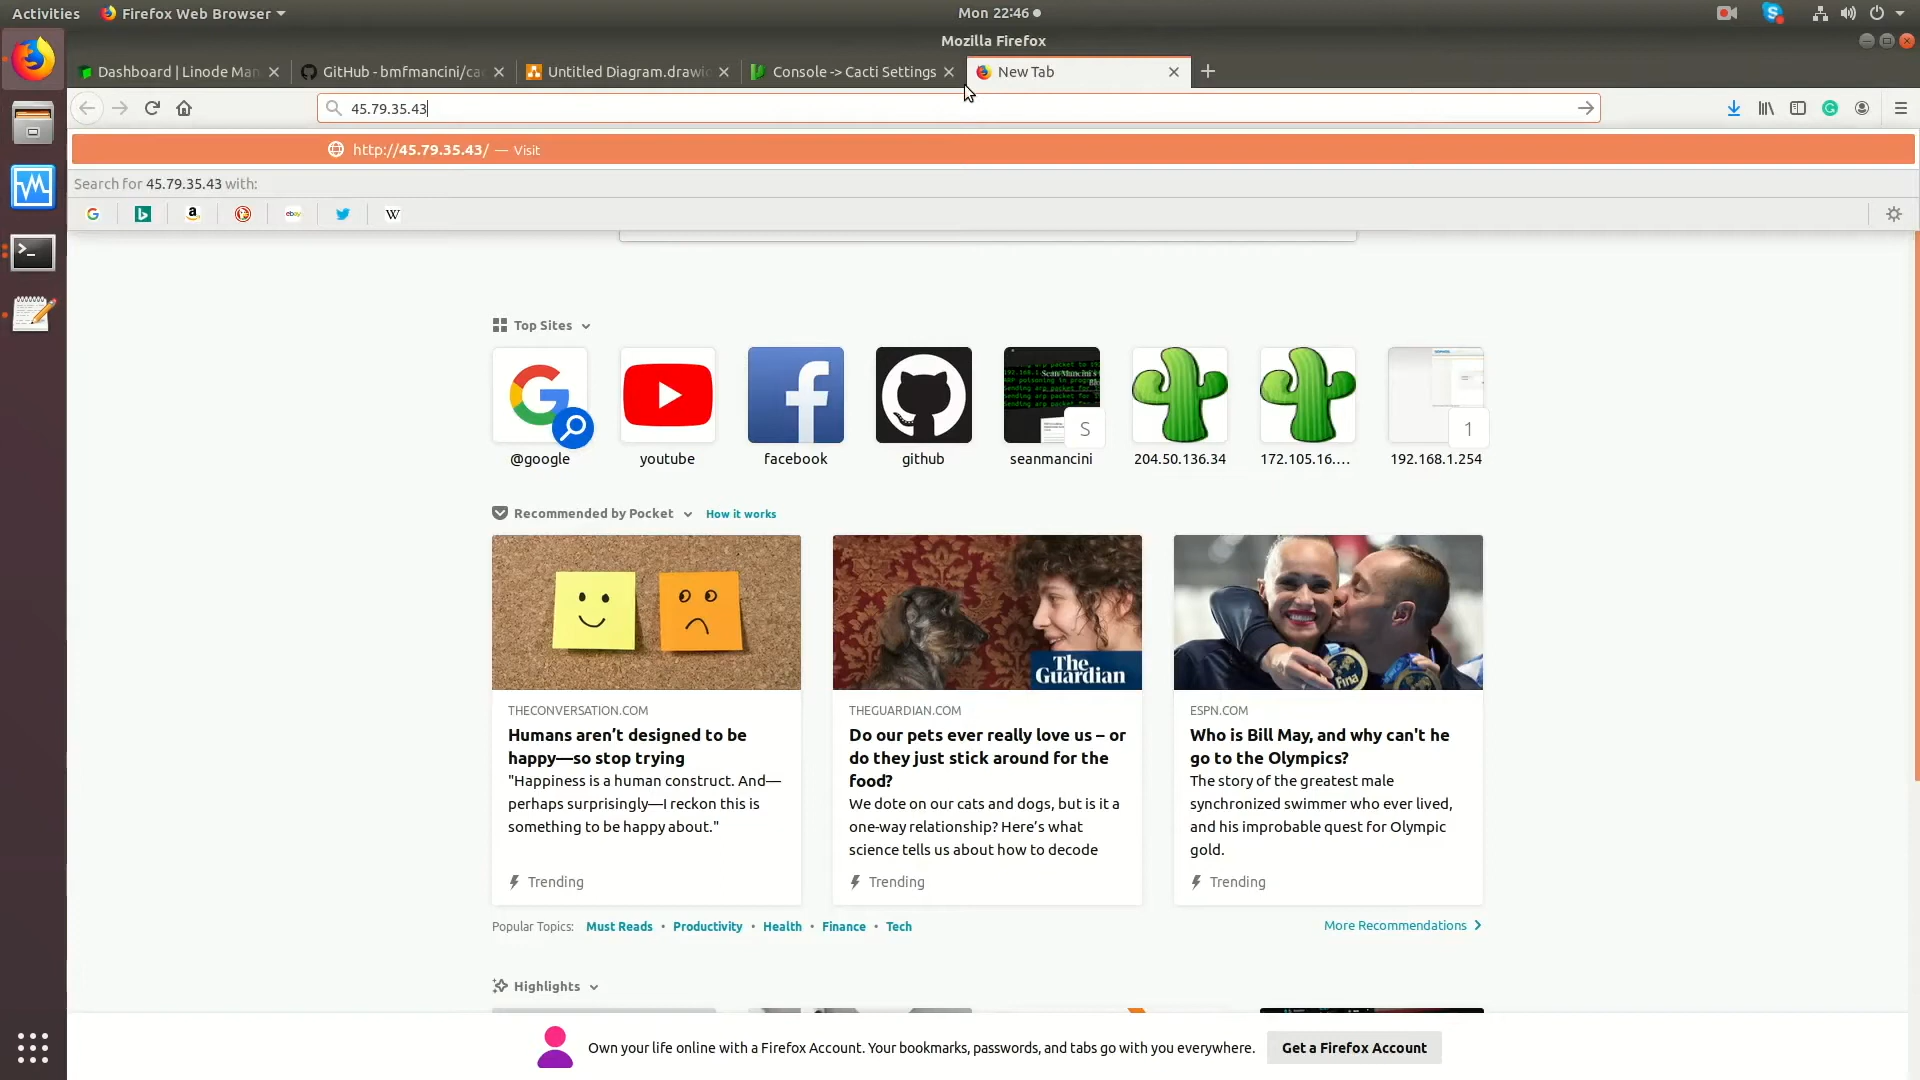 Activities
Firefox Web Browser
Mon 22:46
Mozilla Firefox
Dashboard | Linode Man
GitHub - bmfmancini/cac
Untitled Diagram.drawio
Console -> Cacti Settings
New Tab
45.79.35.43
http://45.79.35.43/ — Visit
Search for 45.79.35.43 with:
G
b
a
ebay
W
Top Sites
S
1
@google
youtube
facebook
github
seanmancini
204.50.136.34
172.105.16....
192.168.1.254
Recommended by Pocket
How it works
The Guardian
THECONVERSATION.COM
Humans aren’t designed to be
happy—so stop trying
"Happiness is a human construct. And—
perhaps surprisingly—I reckon this is
something to be happy about."
Trending
THEGUARDIAN.COM
Do our pets ever really love us – or
do they just stick around for the
food?
We dote on our cats and dogs, but is it a
one-way relationship? Here’s what
science tells us about how to decode
Trending
ESPN.COM
Who is Bill May, and why can't he
go to the Olympics?
The story of the greatest male
synchronized swimmer who ever lived,
and his improbable quest for Olympic
gold.
Trending
Popular Topics: Must Reads • Productivity • Health • Finance • Tech
More Recommendations
Highlights
Own your life online with a Firefox Account. Your bookmarks, passwords, and tabs go with you everywhere.
Get a Firefox Account